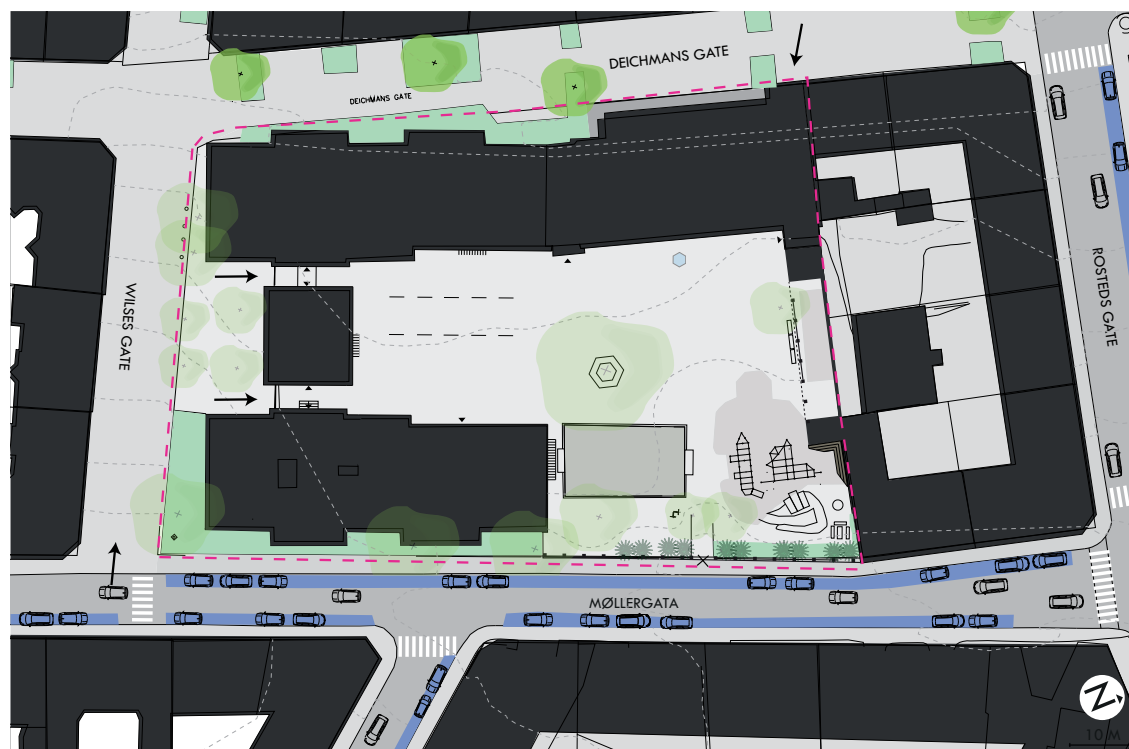 DEICHMANS GATE
DEICHMANS GATE
WILSES GATE
ROSTEDS GATE
MØLLERGATA
N
10 M